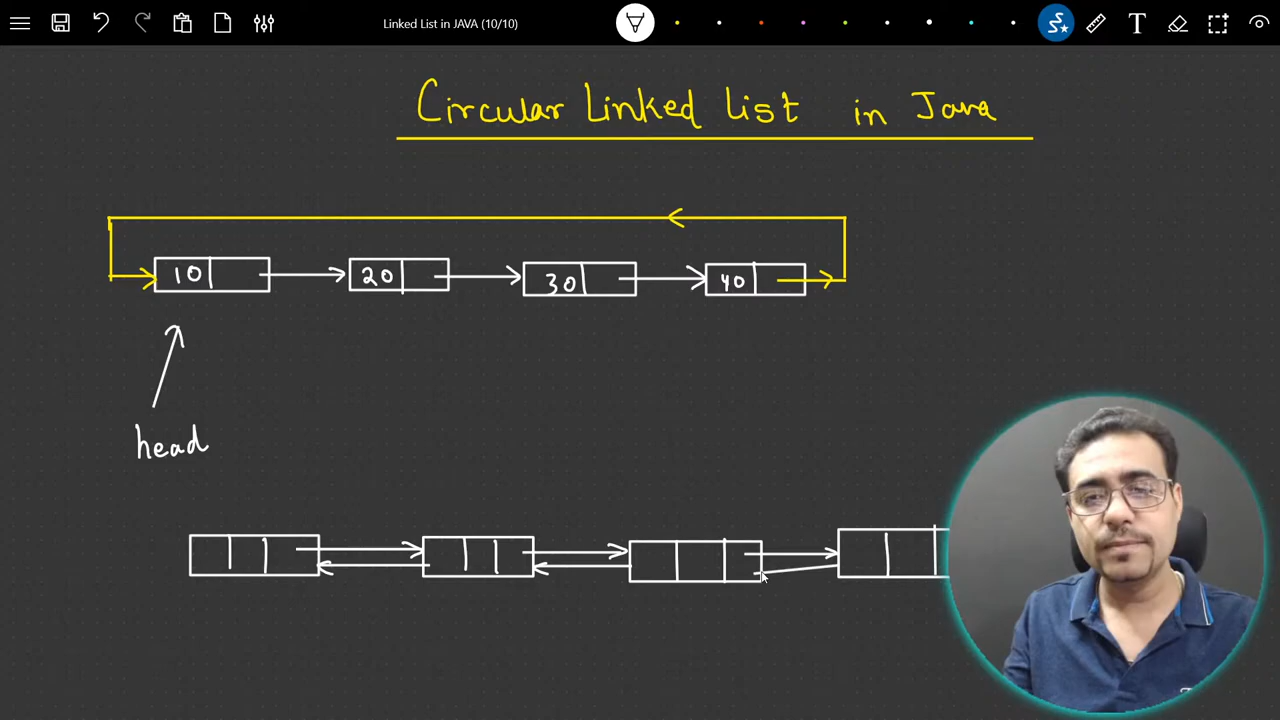 Linked List in JAVA (10/10)
T
Circular Linked List in Java
10 20 30 40
head